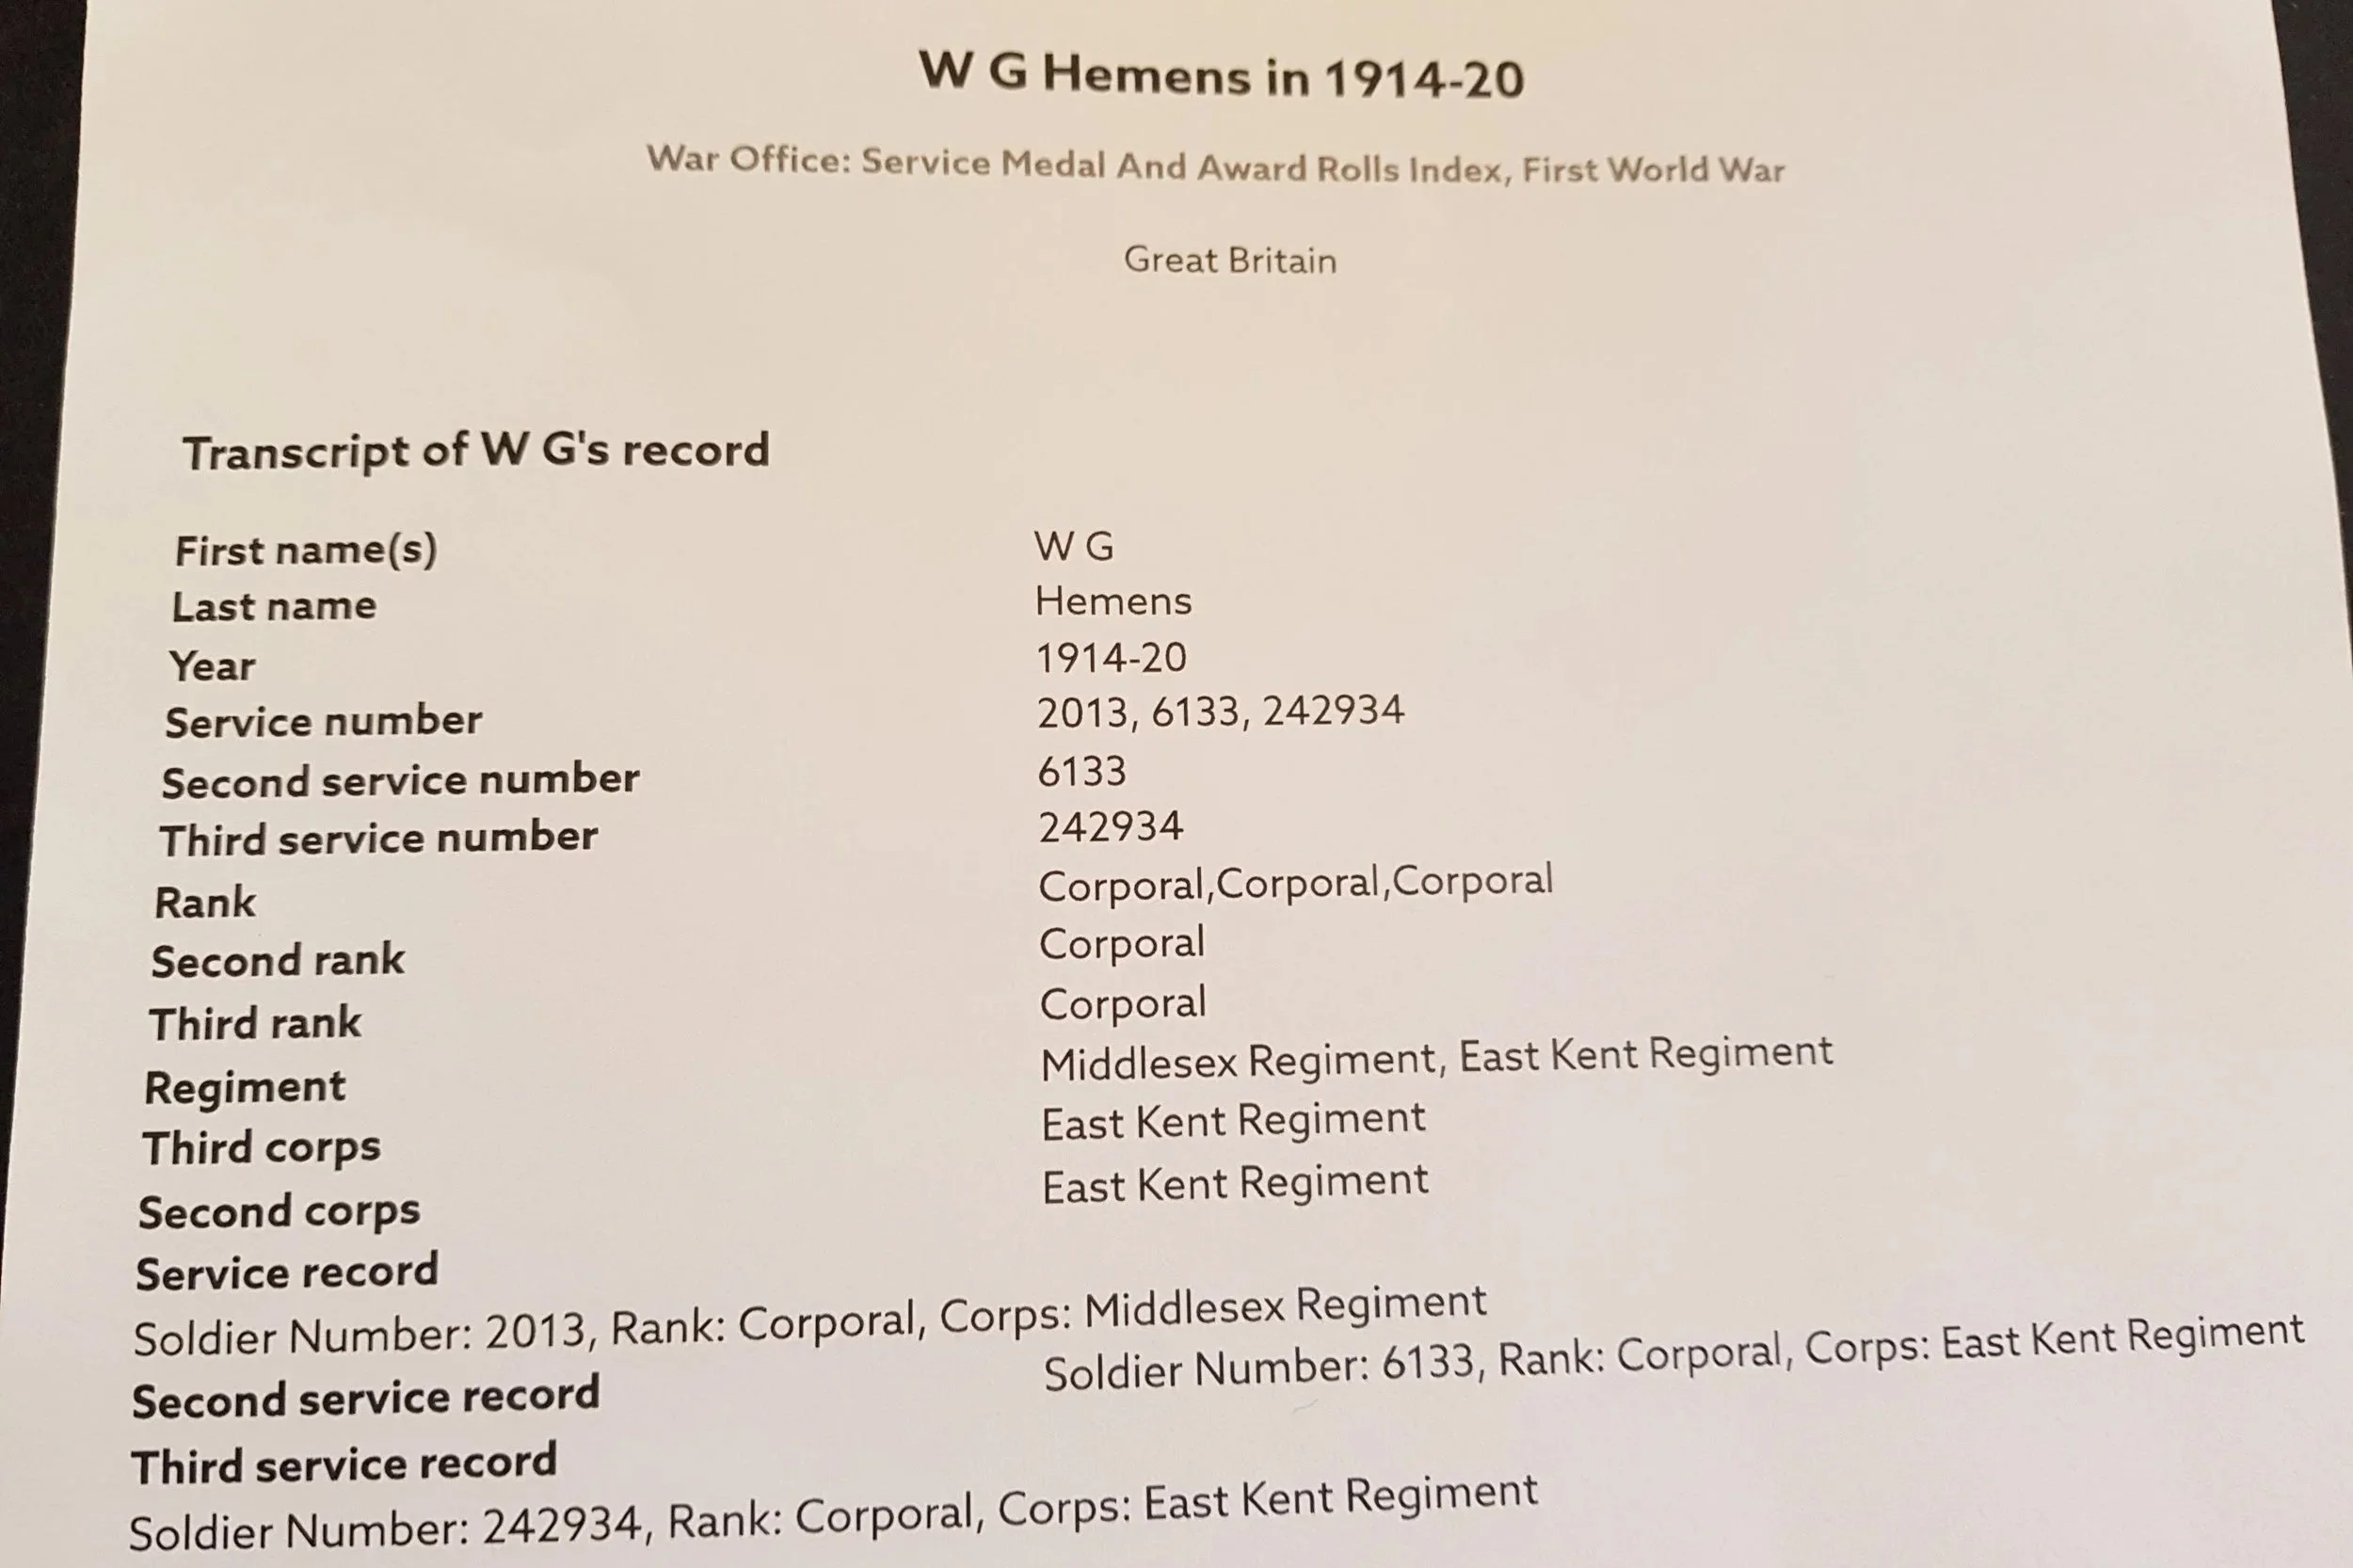 W G Hemens in 1914-20
War Office: Service Medal And Award Rolls Index, First World War
Great Britain
Transcript of W G's record
First name(s) W G
Last name Hemens
Year 1914-20
Service number 2013, 6133, 242934
Second service number 6133
Third service number 242934
Rank Corporal,Corporal,Corporal
Second rank Corporal
Third rank Corporal
Regiment Middlesex Regiment, East Kent Regiment
Third corps East Kent Regiment
Second corps East Kent Regiment
Service record
Soldier Number: 2013, Rank: Corporal, Corps: Middlesex Regiment
Second service record Soldier Number: 6133, Rank: Corporal, Corps: East Kent Regiment
Third service record
Soldier Number: 242934, Rank: Corporal, Corps: East Kent Regiment